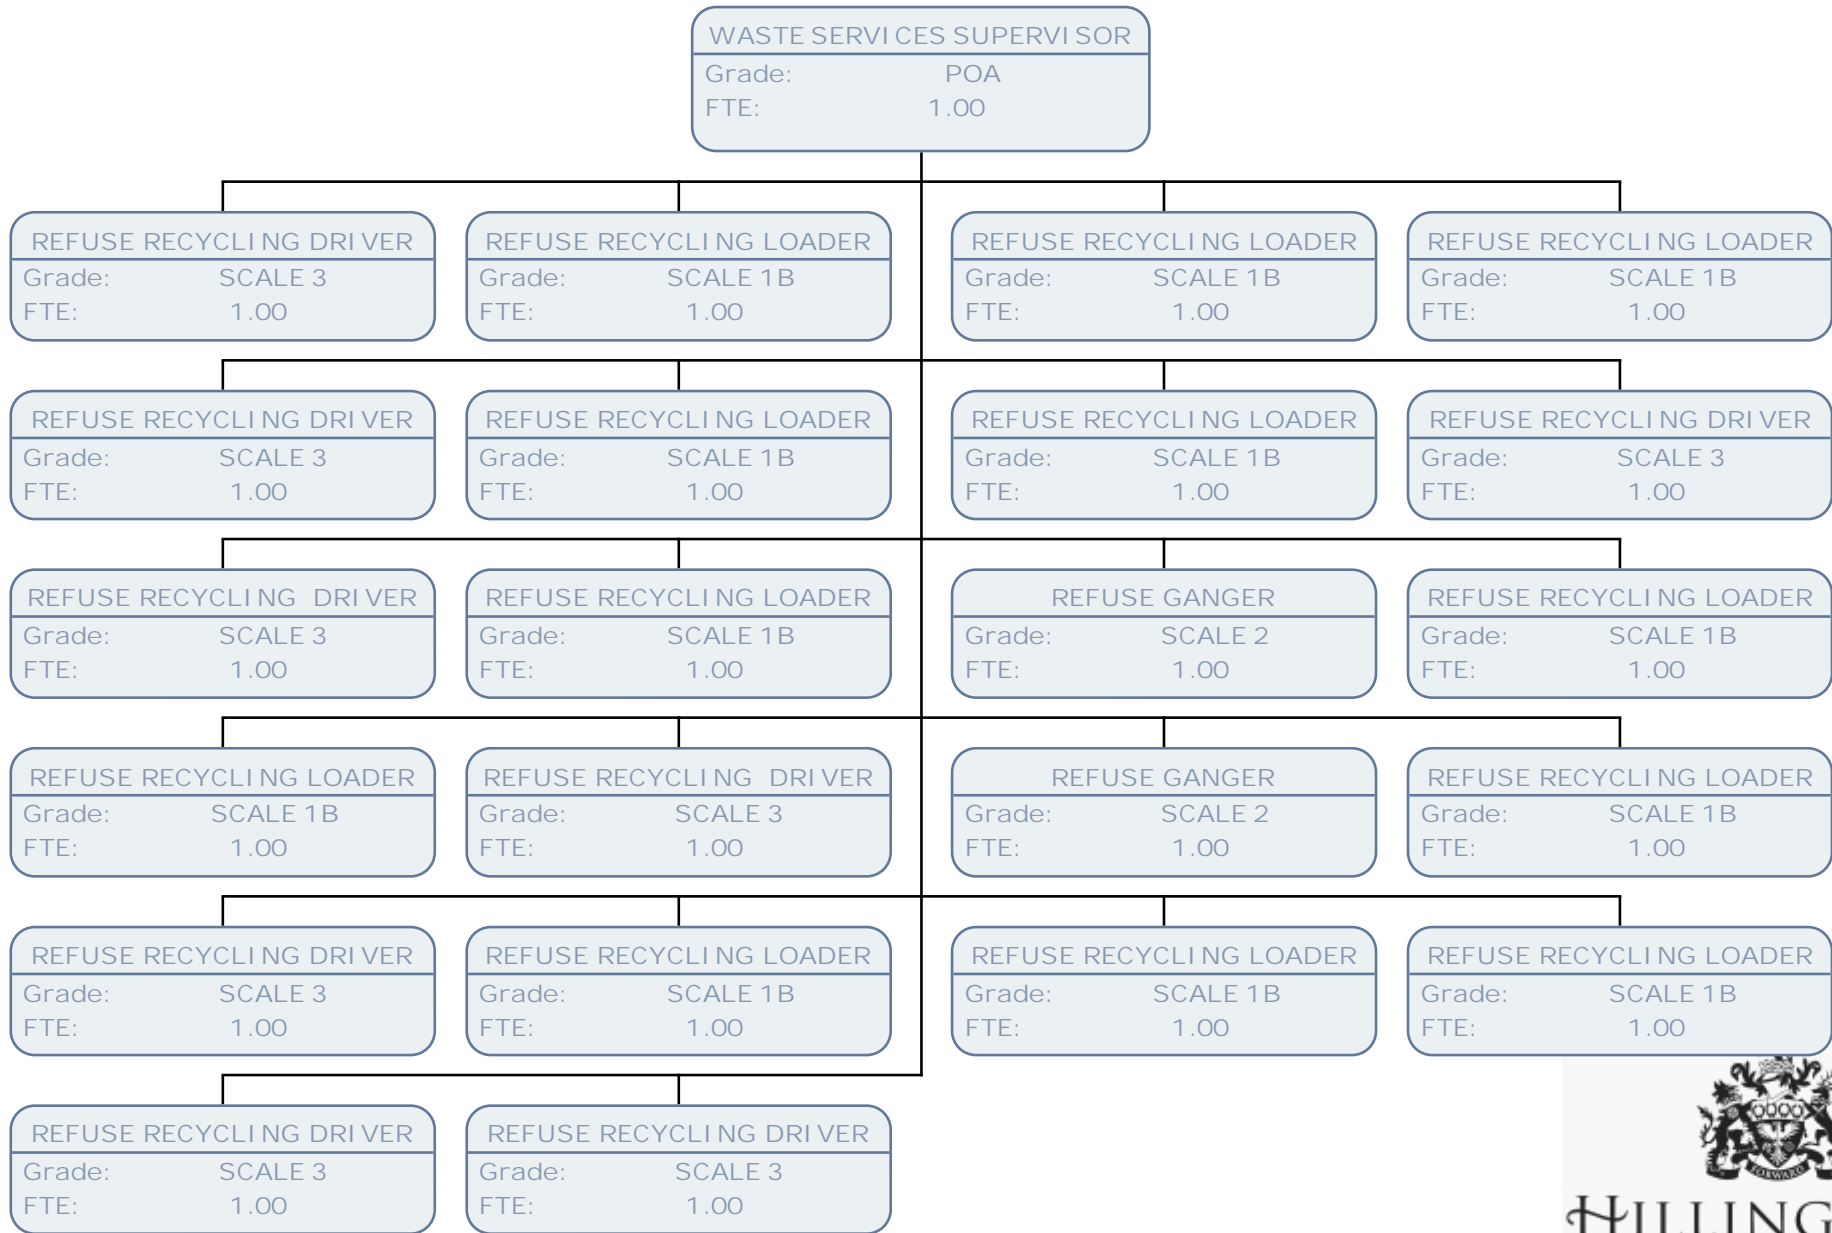 WASTE SERVICES SUPERVISOR
Grade: POA
FTE: 1.00
REFUSE RECYCLING DRIVER
Grade: SCALE 3
FTE: 1.00
REFUSE RECYCLING LOADER
Grade: SCALE 1B
FTE: 1.00
REFUSE RECYCLING LOADER
Grade: SCALE 1B
FTE: 1.00
REFUSE RECYCLING LOADER
Grade: SCALE 1B
FTE: 1.00
REFUSE RECYCLING DRIVER
Grade: SCALE 3
FTE: 1.00
REFUSE RECYCLING LOADER
Grade: SCALE 1B
FTE: 1.00
REFUSE RECYCLING LOADER
Grade: SCALE 1B
FTE: 1.00
REFUSE RECYCLING DRIVER
Grade: SCALE 3
FTE: 1.00
REFUSE RECYCLING DRIVER
Grade: SCALE 3
FTE: 1.00
REFUSE RECYCLING LOADER
Grade: SCALE 1B
FTE: 1.00
REFUSE GANGER
Grade: SCALE 2
FTE: 1.00
REFUSE RECYCLING LOADER
Grade: SCALE 1B
FTE: 1.00
REFUSE RECYCLING LOADER
Grade: SCALE 1B
FTE: 1.00
REFUSE RECYCLING DRIVER
Grade: SCALE 3
FTE: 1.00
REFUSE GANGER
Grade: SCALE 2
FTE: 1.00
REFUSE RECYCLING LOADER
Grade: SCALE 1B
FTE: 1.00
REFUSE RECYCLING DRIVER
Grade: SCALE 3
FTE: 1.00
REFUSE RECYCLING LOADER
Grade: SCALE 1B
FTE: 1.00
REFUSE RECYCLING LOADER
Grade: SCALE 1B
FTE: 1.00
REFUSE RECYCLING LOADER
Grade: SCALE 1B
FTE: 1.00
REFUSE RECYCLING DRIVER
Grade: SCALE 3
FTE: 1.00
REFUSE RECYCLING DRIVER
Grade: SCALE 3
FTE: 1.00
FORWARD
HILLING